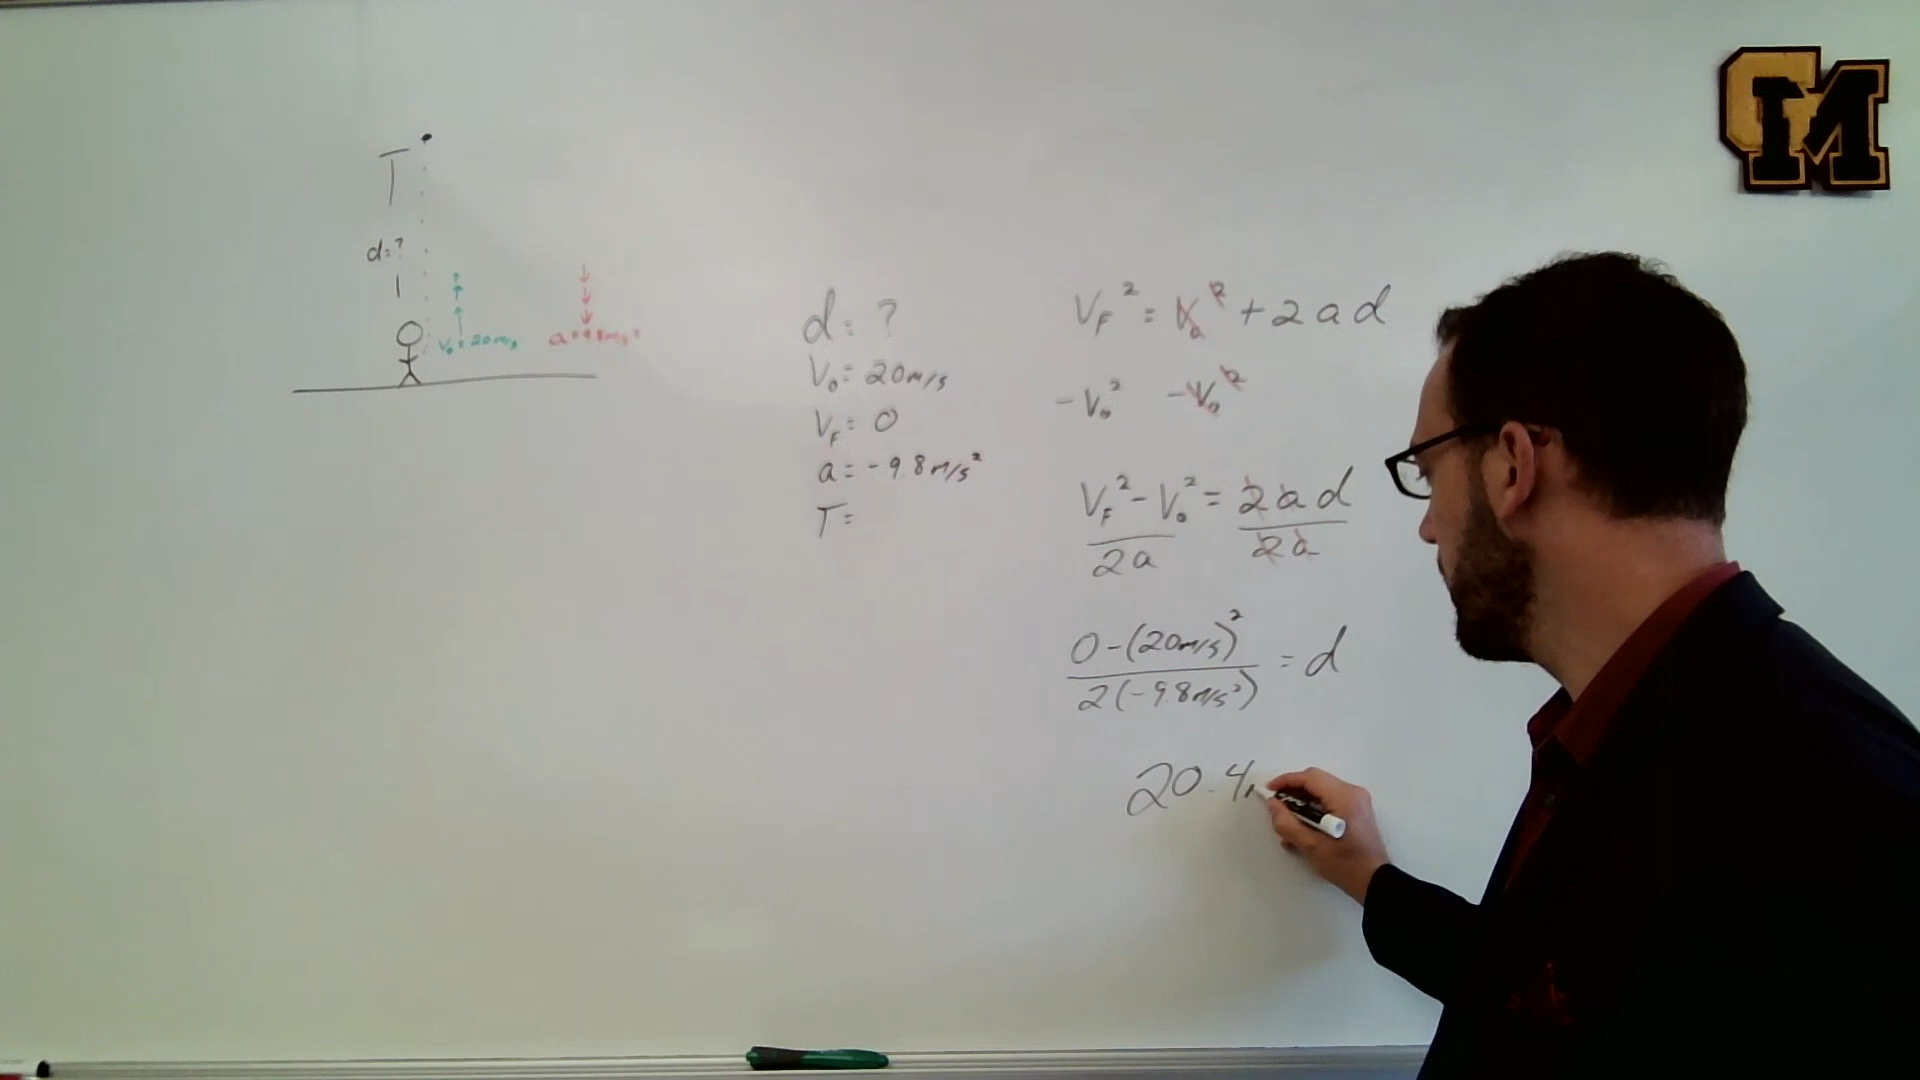 T
d=?
V₀=20m/s a=9.8m/s²
d=?
V₀=20m/s
V_F=0
a=-9.8m/s²
T=
V_F²=V₀²+2ad
-V₀² -V₀²
V_F²-V₀²=2ad
2a 2a
0-(20m/s)²
=d
2(-9.8m/s²)
20.4
CM